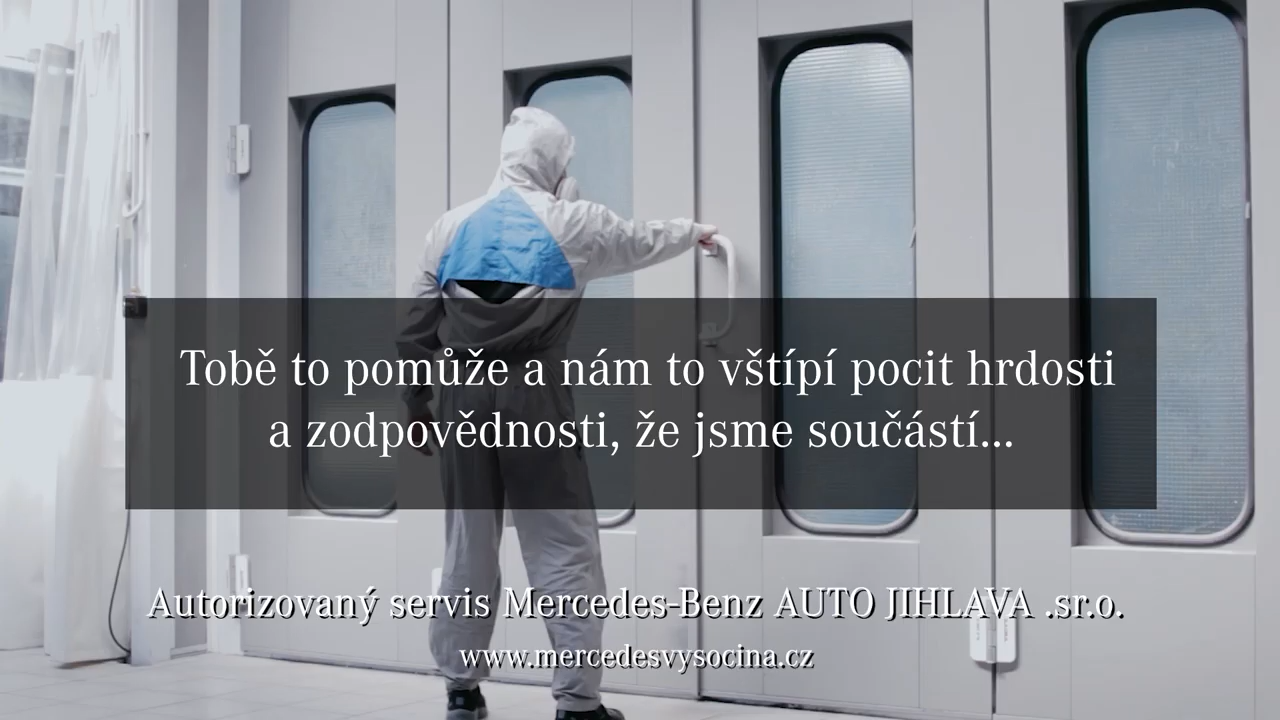 Tobě to pomůže a nám to vštípí pocit hrdosti
a zodpovědnosti, že jsme součástí...
Autorizovaný servis Mercedes-Benz AUTO JIHLAVA .sr.o.
www.mercedesvysocina.cz